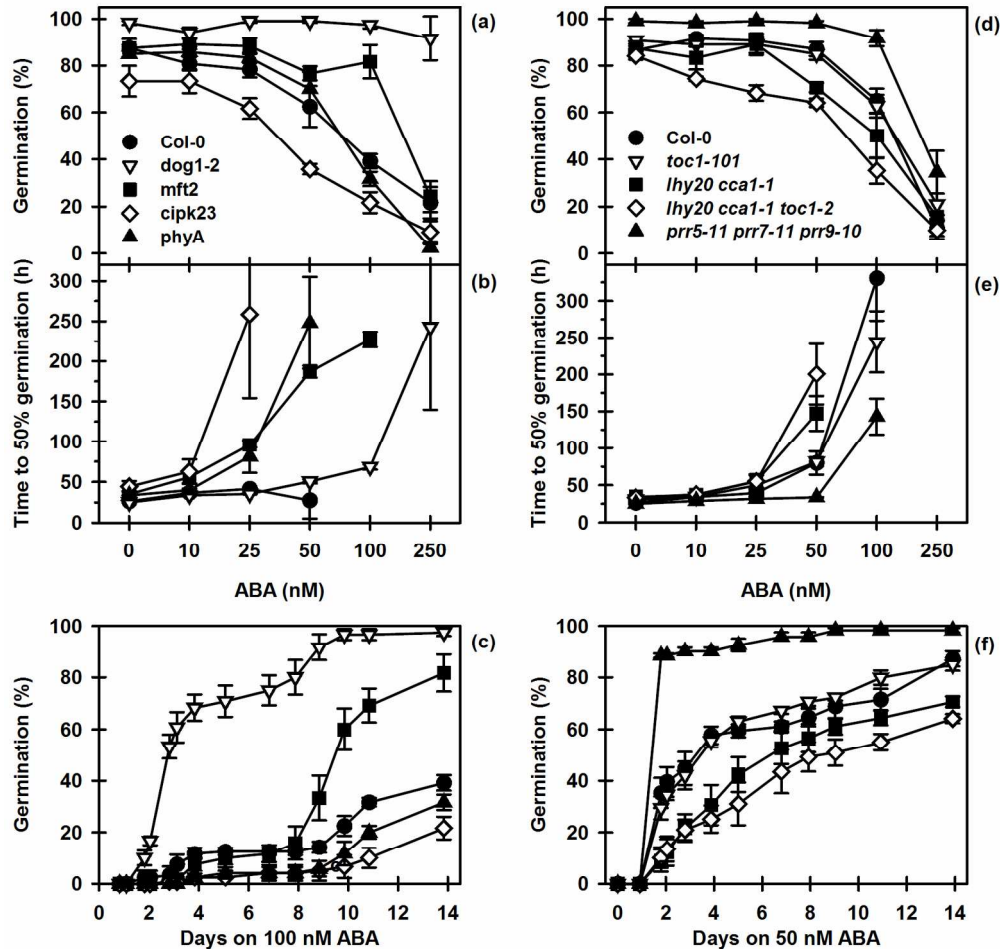 (a)
Germination (%)
100
80
60
40
20
0
Col-0
dog1-2
mft2
cipk23
phyA
(b)
Time to 50% germination (h)
300
250
200
150
100
50
0
0 10 25 50 100 250
ABA (nM)
(c)
Germination (%)
100
80
60
40
20
0
0 2 4 6 8 10 12 14
Days on 100 nM ABA
(d)
Germination (%)
100
80
60
40
20
0
Col-0
toc1-101
lhy20 cca1-1
lhy20 cca1-1 toc1-2
prr5-11 prr7-11 prr9-10
(e)
Time to 50% germination (h)
300
250
200
150
100
50
0
0 10 25 50 100 250
ABA (nM)
(f)
Germination (%)
100
80
60
40
20
0
0 2 4 6 8 10 12 14
Days on 50 nM ABA